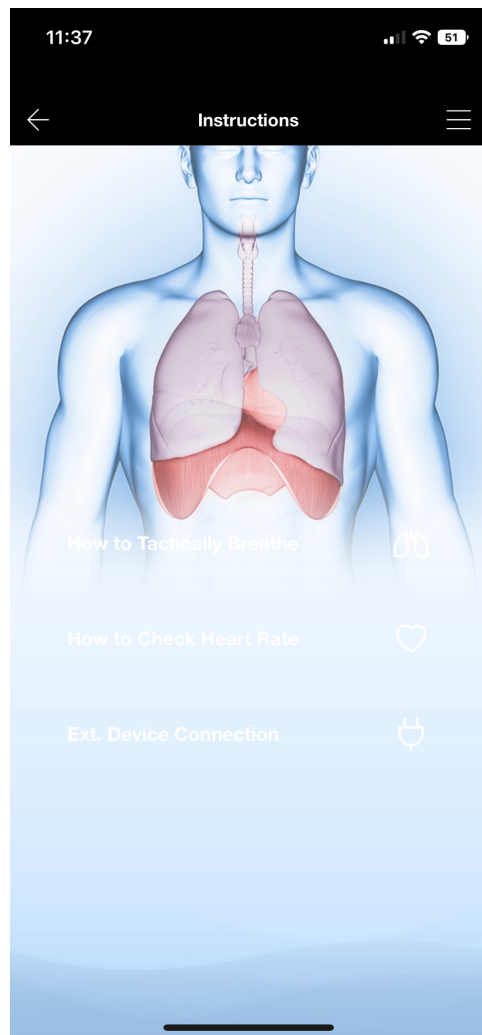 11:37
51
Instructions
How to Tactically Breathe
How to Check Heart Rate
Ext. Device Connection